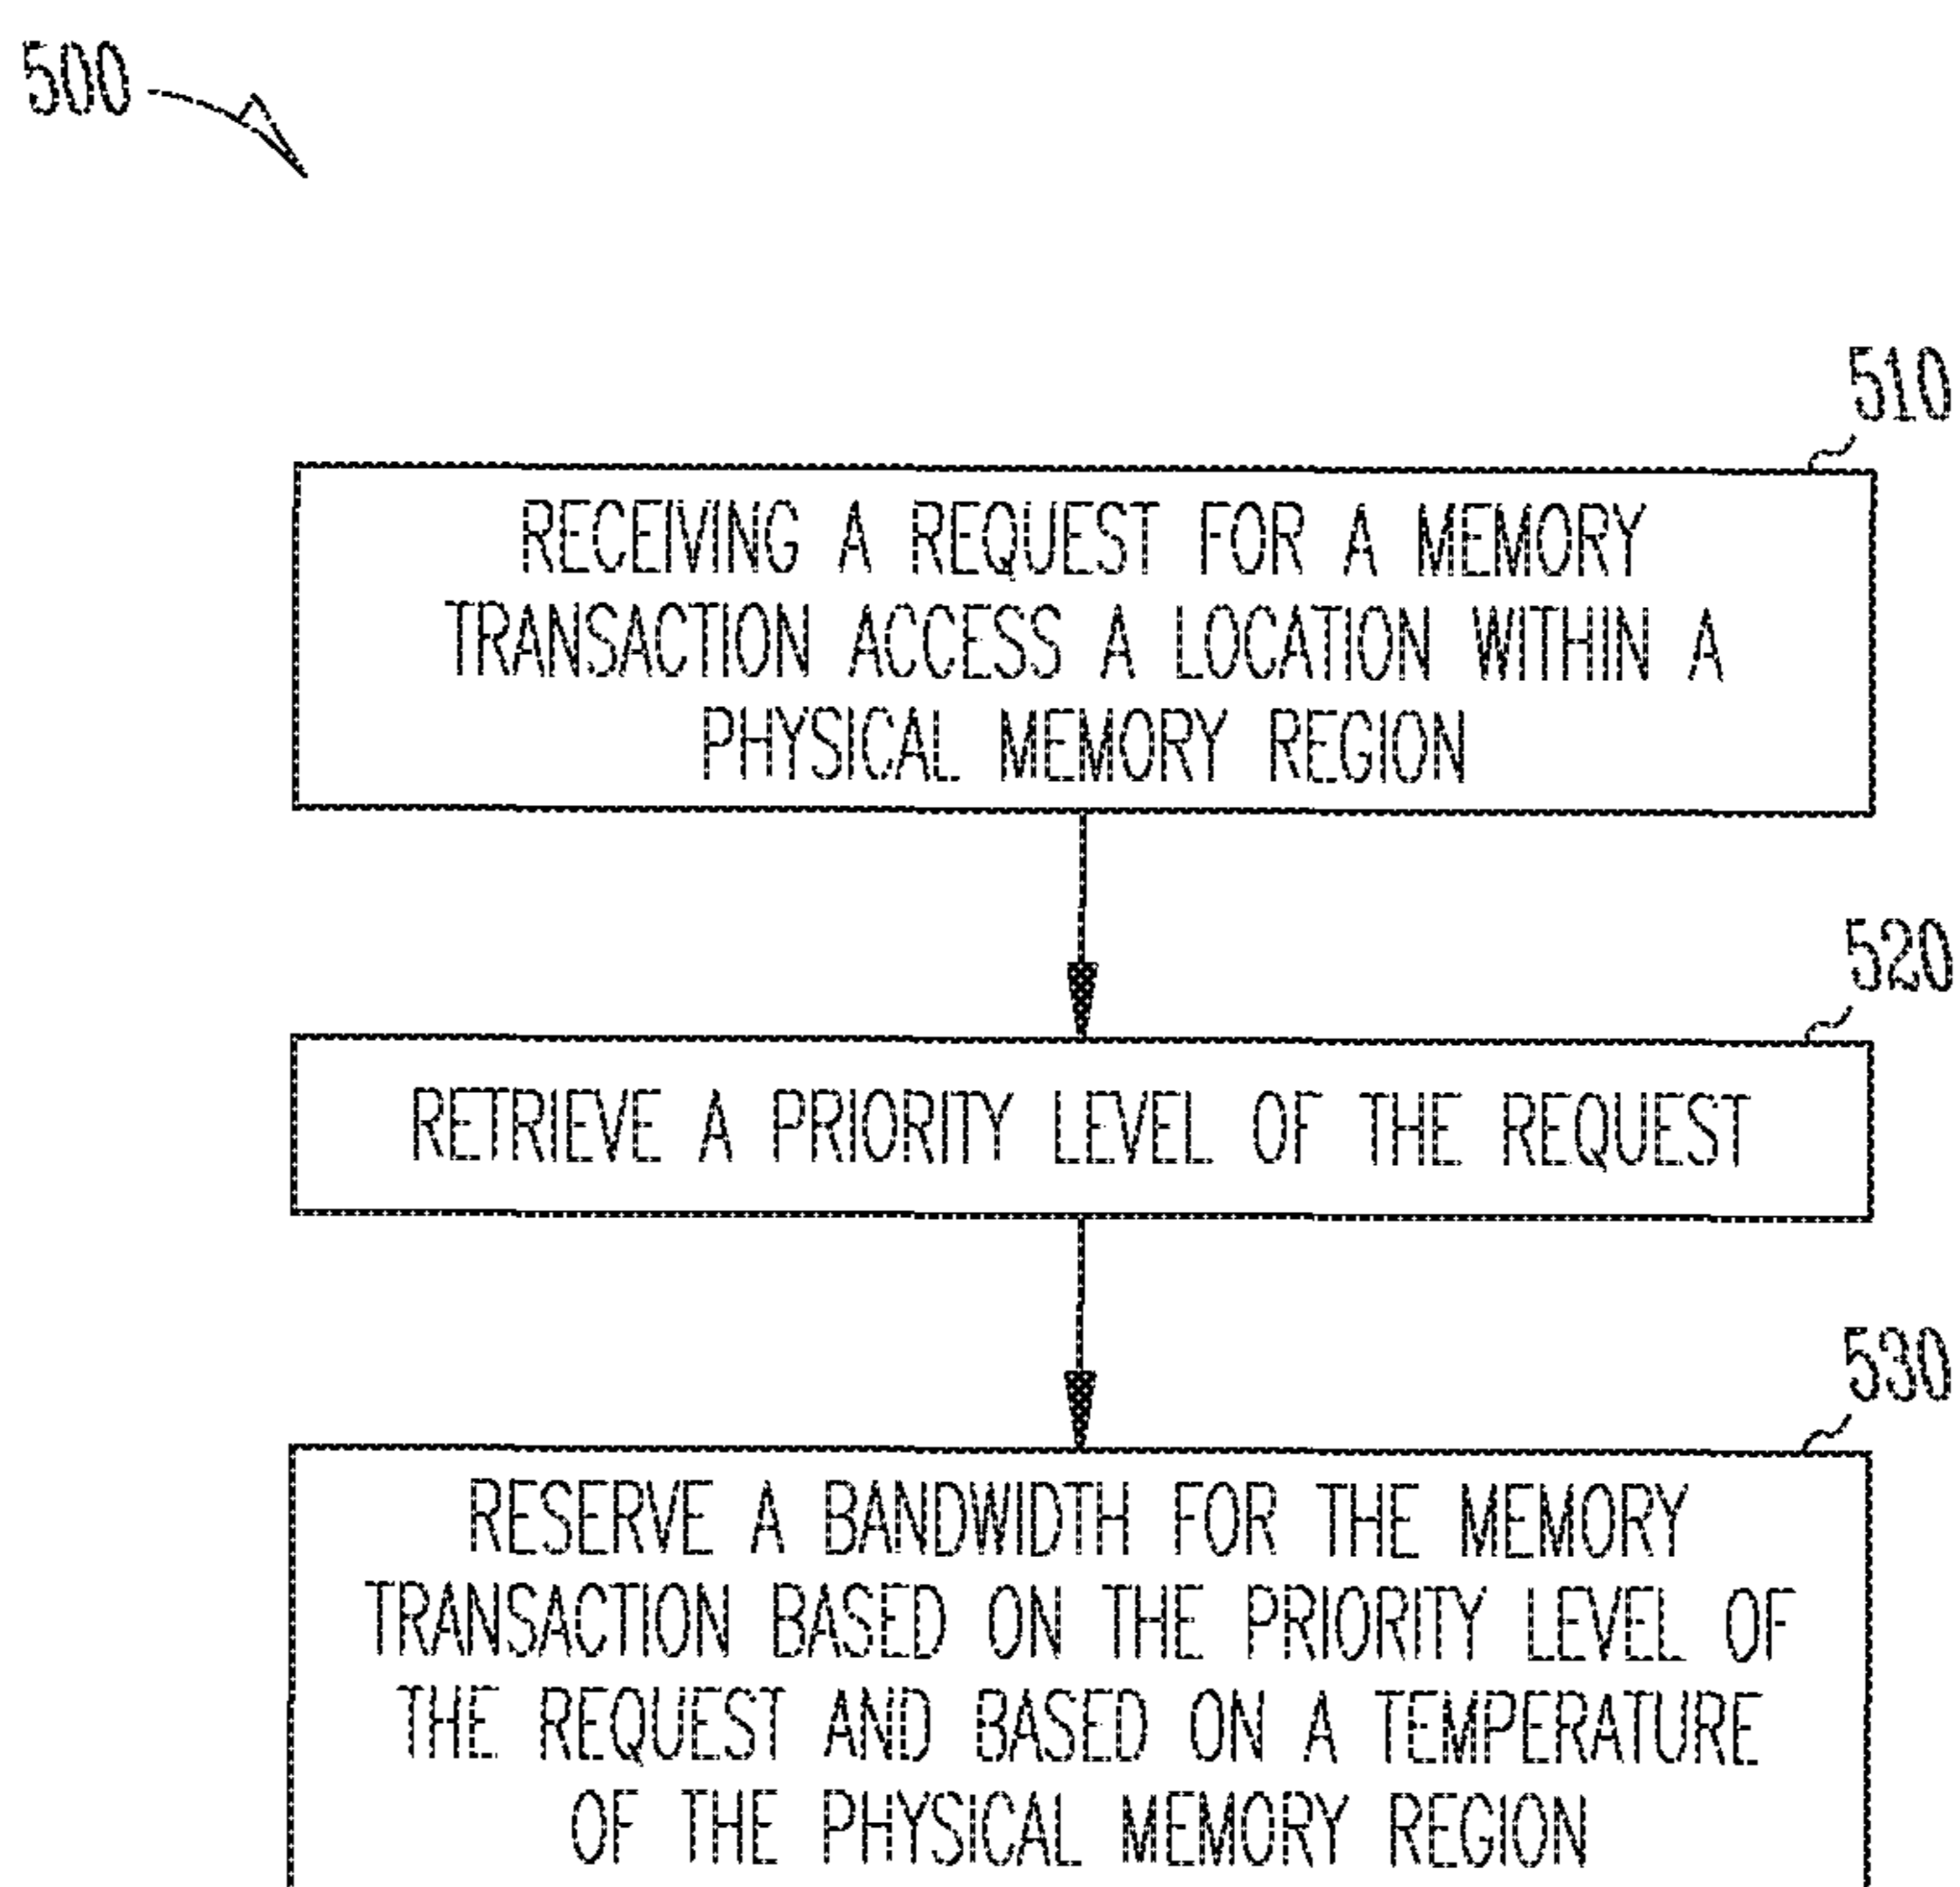 500
510
RECEIVING A REQUEST FOR A MEMORY
TRANSACTION ACCESS A LOCATION WITHIN A
PHYSICAL MEMORY REGION
520
RETRIEVE A PRIORITY LEVEL OF THE REQUEST
530
RESERVE A BANDWIDTH FOR THE MEMORY
TRANSACTION BASED ON THE PRIORITY LEVEL OF
THE REQUEST AND BASED ON A TEMPERATURE
OF THE PHYSICAL MEMORY REGION